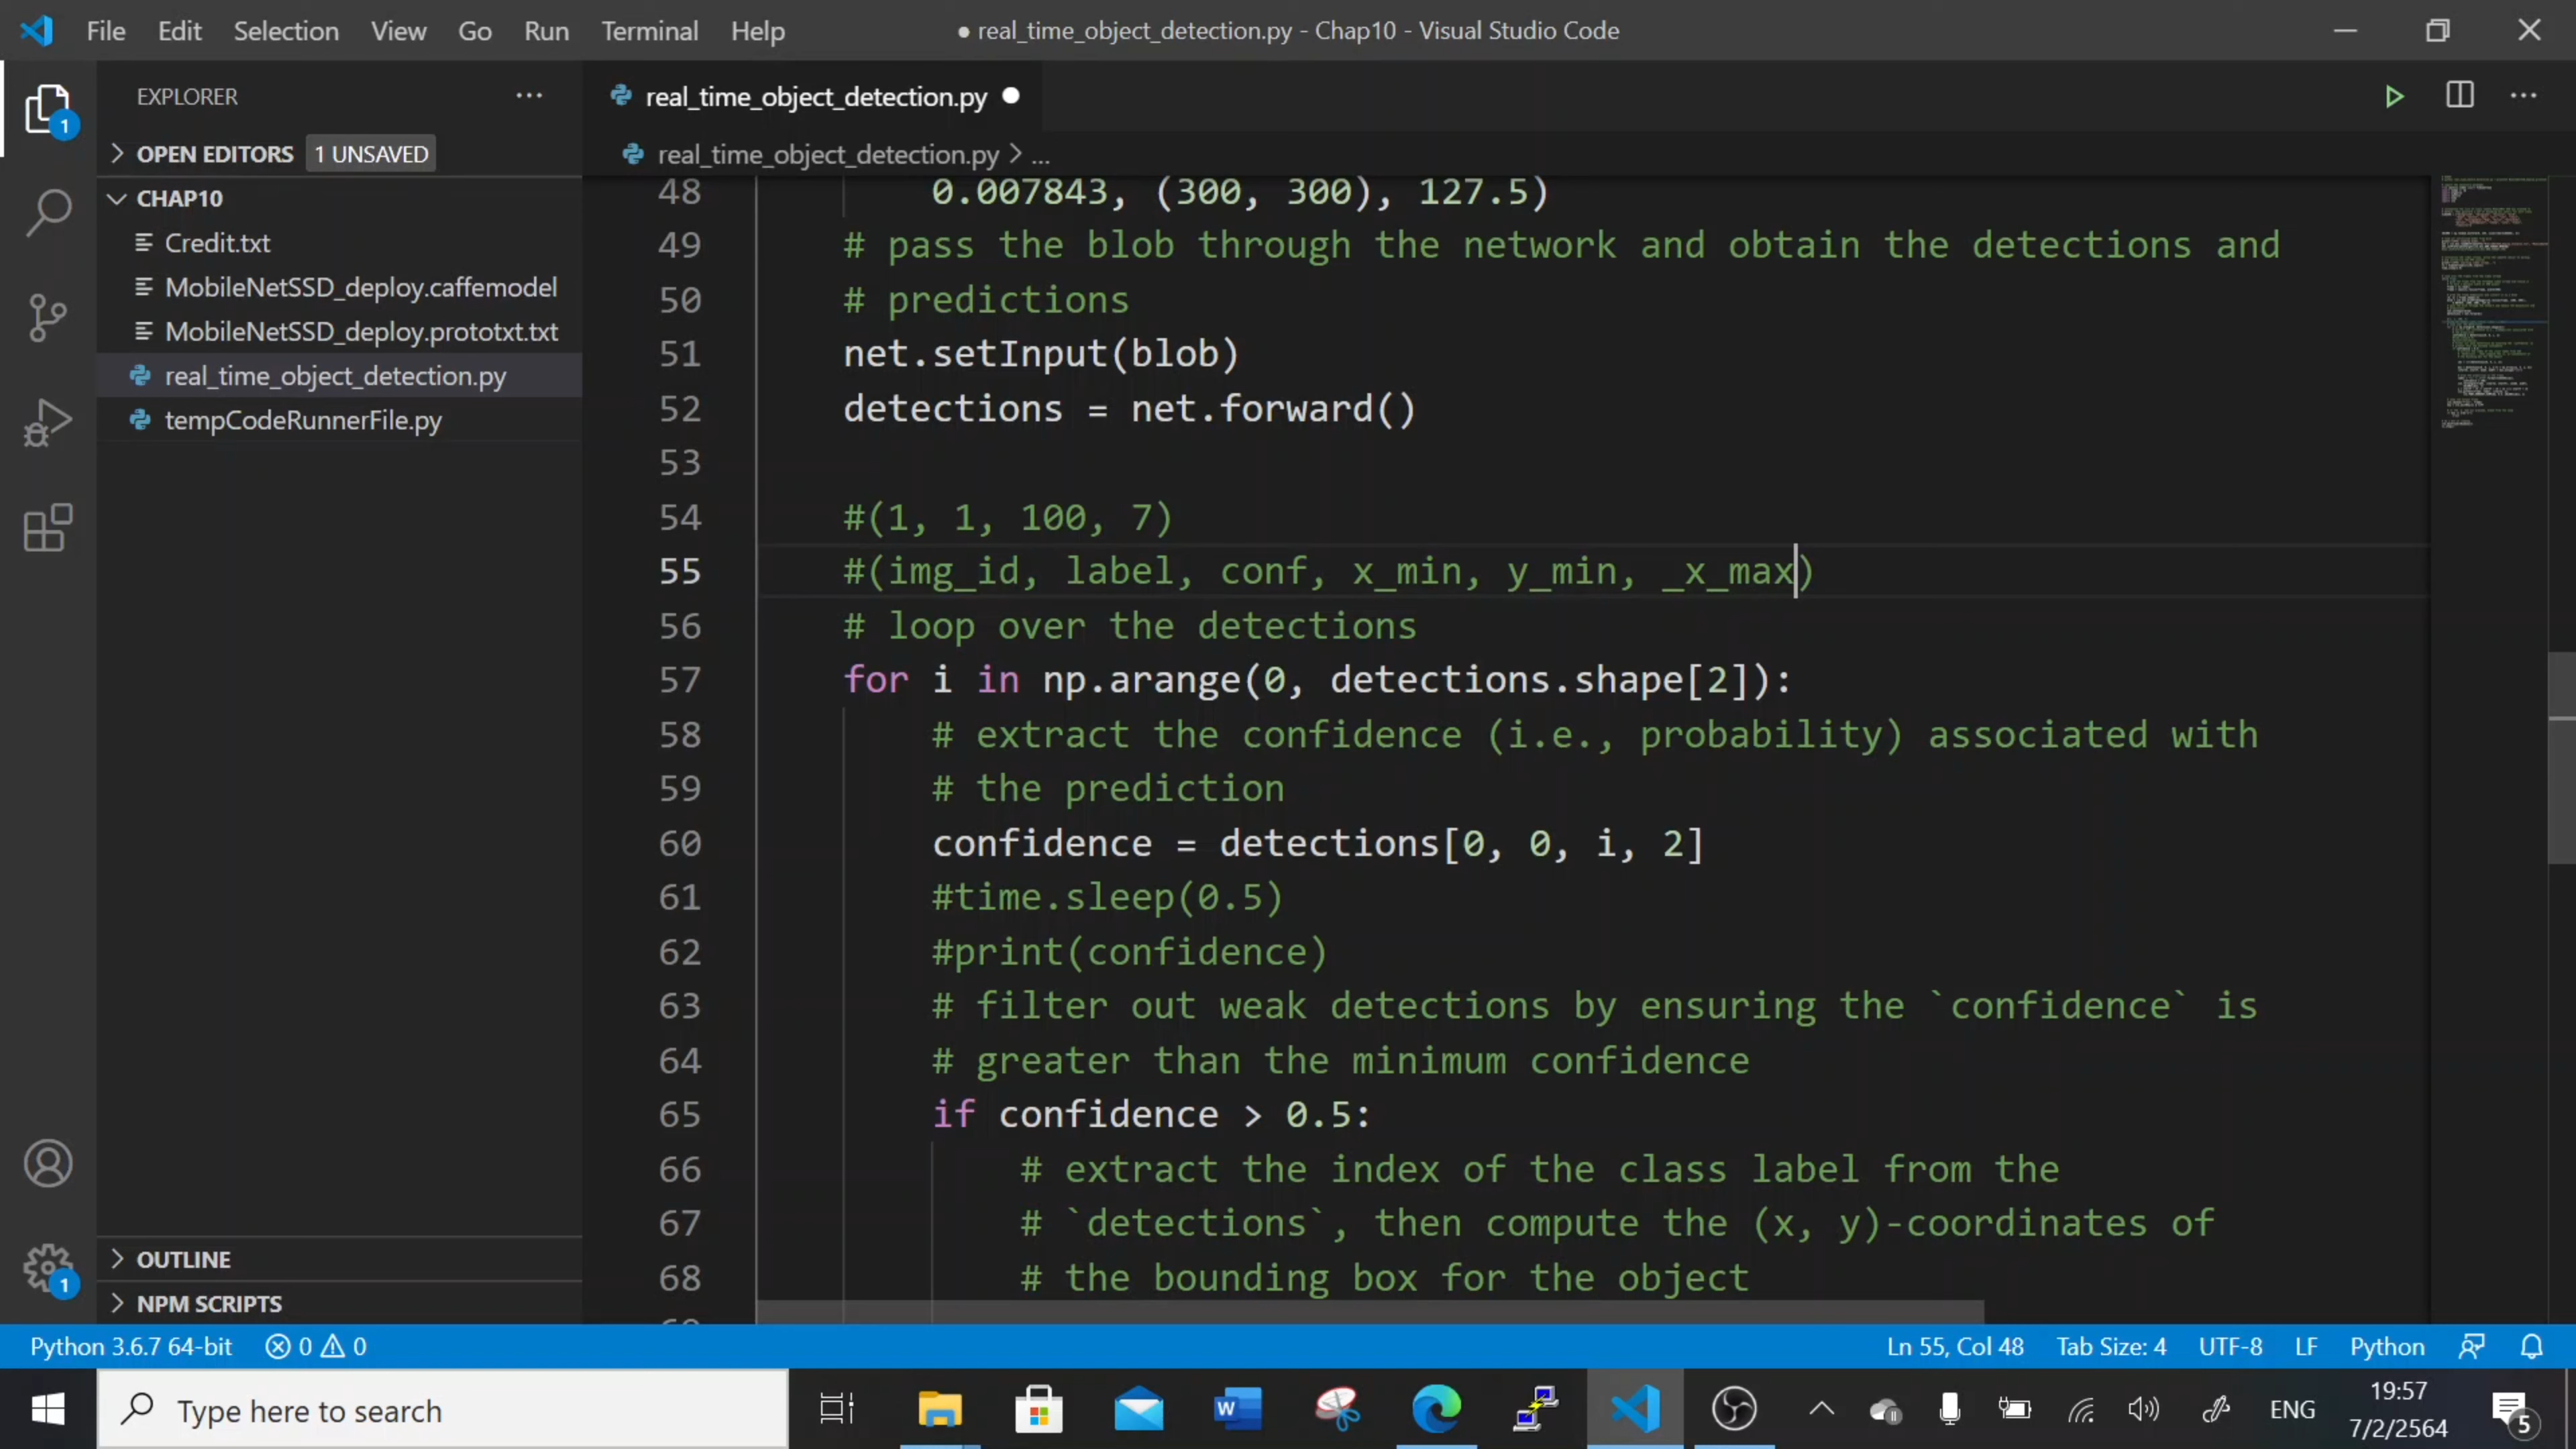 File Edit Selection View Go Run Terminal Help
● real_time_object_detection.py - Chap10 - Visual Studio Code
EXPLORER
OPEN EDITORS 1 UNSAVED
CHAP10
Credit.txt
MobileNetSSD_deploy.caffemodel
MobileNetSSD_deploy.prototxt.txt
real_time_object_detection.py
tempCodeRunnerFile.py
OUTLINE
NPM SCRIPTS
1
1
real_time_object_detection.py ●
real_time_object_detection.py > ...
48 0.007843, (300, 300), 127.5)
49 # pass the blob through the network and obtain the detections and
50 # predictions
51 net.setInput(blob)
52 detections = net.forward()
53
54 #(1, 1, 100, 7)
55 #(img_id, label, conf, x_min, y_min, _x_max)
56 # loop over the detections
57 for i in np.arange(0, detections.shape[2]):
58 # extract the confidence (i.e., probability) associated with
59 # the prediction
60 confidence = detections[0, 0, i, 2]
61 #time.sleep(0.5)
62 #print(confidence)
63 # filter out weak detections by ensuring the `confidence` is
64 # greater than the minimum confidence
65 if confidence > 0.5:
66 # extract the index of the class label from the
67 # `detections`, then compute the (x, y)-coordinates of
68 # the bounding box for the object
Python 3.6.7 64-bit 0 0 Ln 55, Col 48 Tab Size: 4 UTF-8 LF Python
Type here to search
ENG
19:57
7/2/2564
5